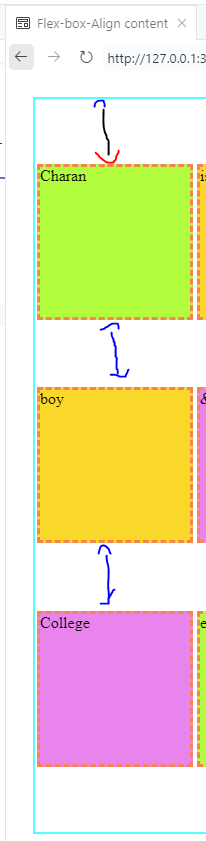 Flex-box-Align content
http://127.0.0.1:3
Charan
boy
College